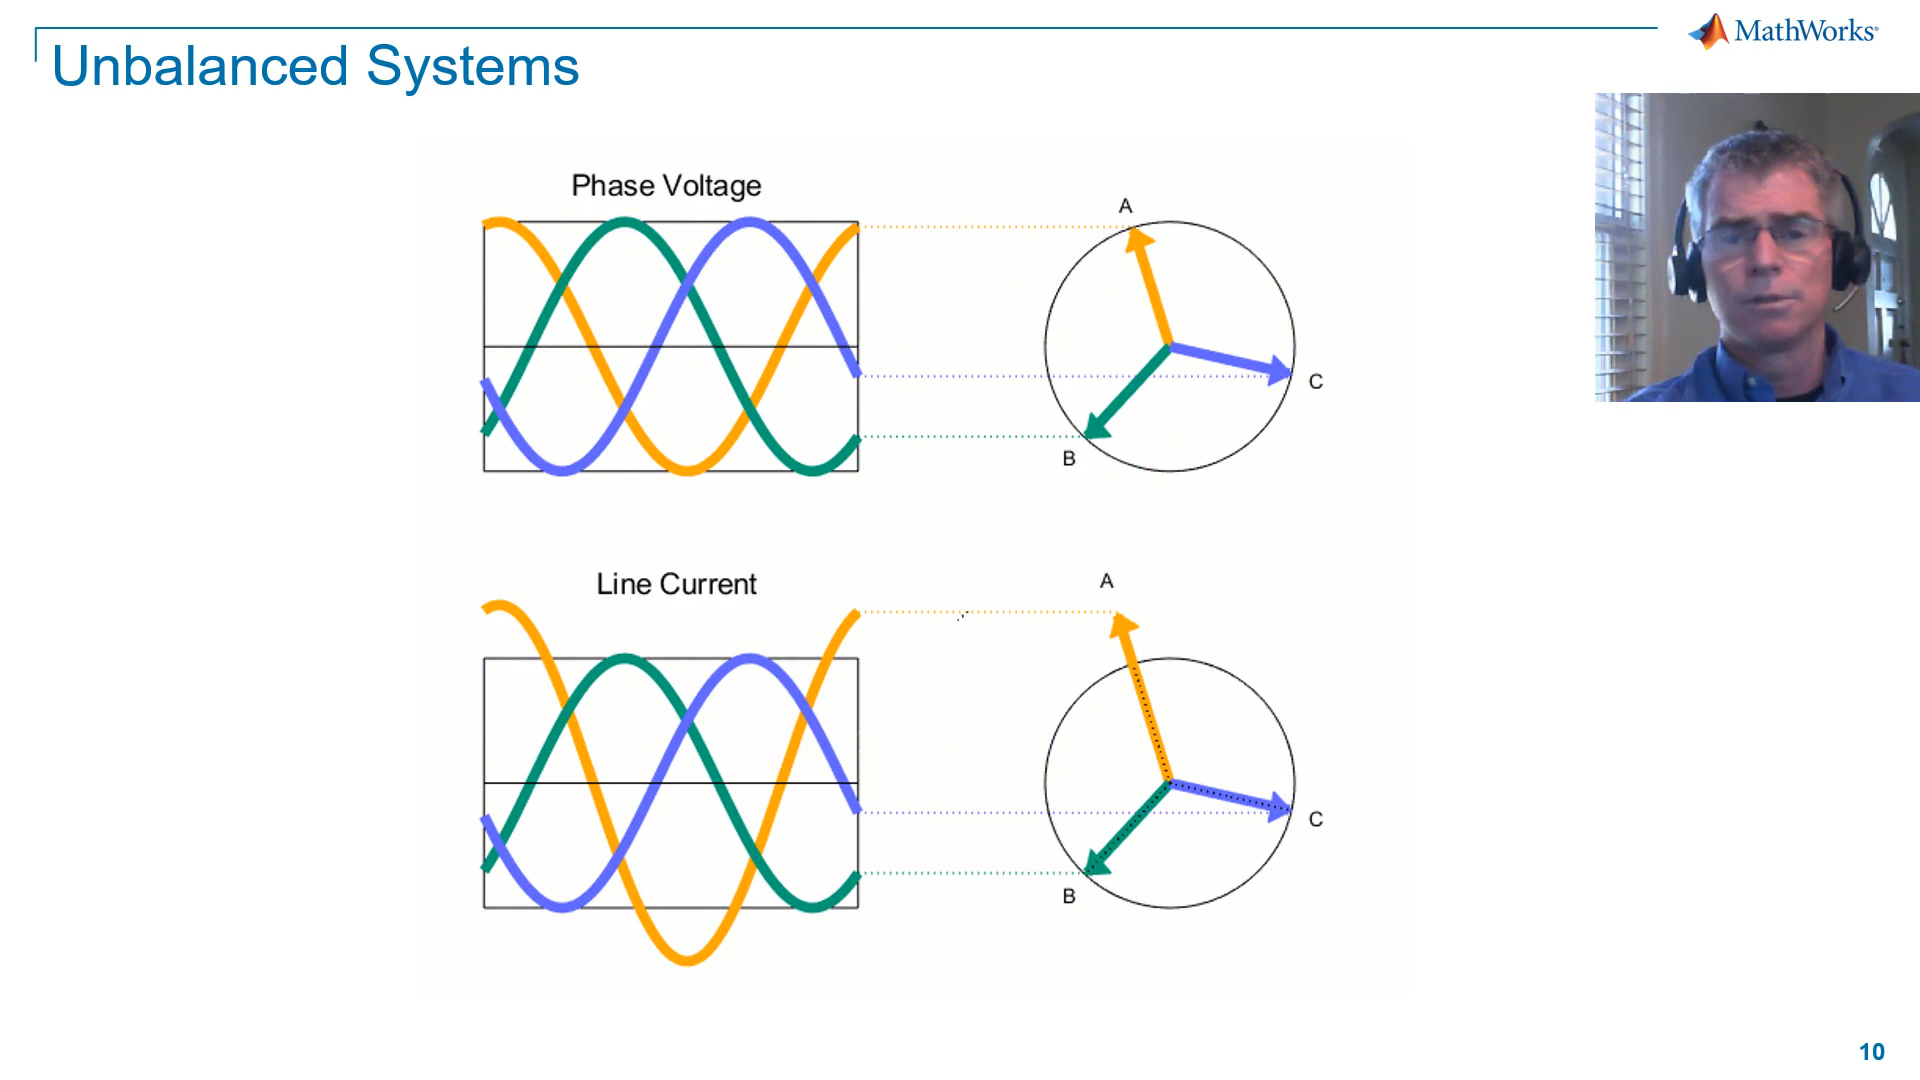 MathWorks
Unbalanced Systems
Phase Voltage
A
C
B
Line Current
A
C
B
10